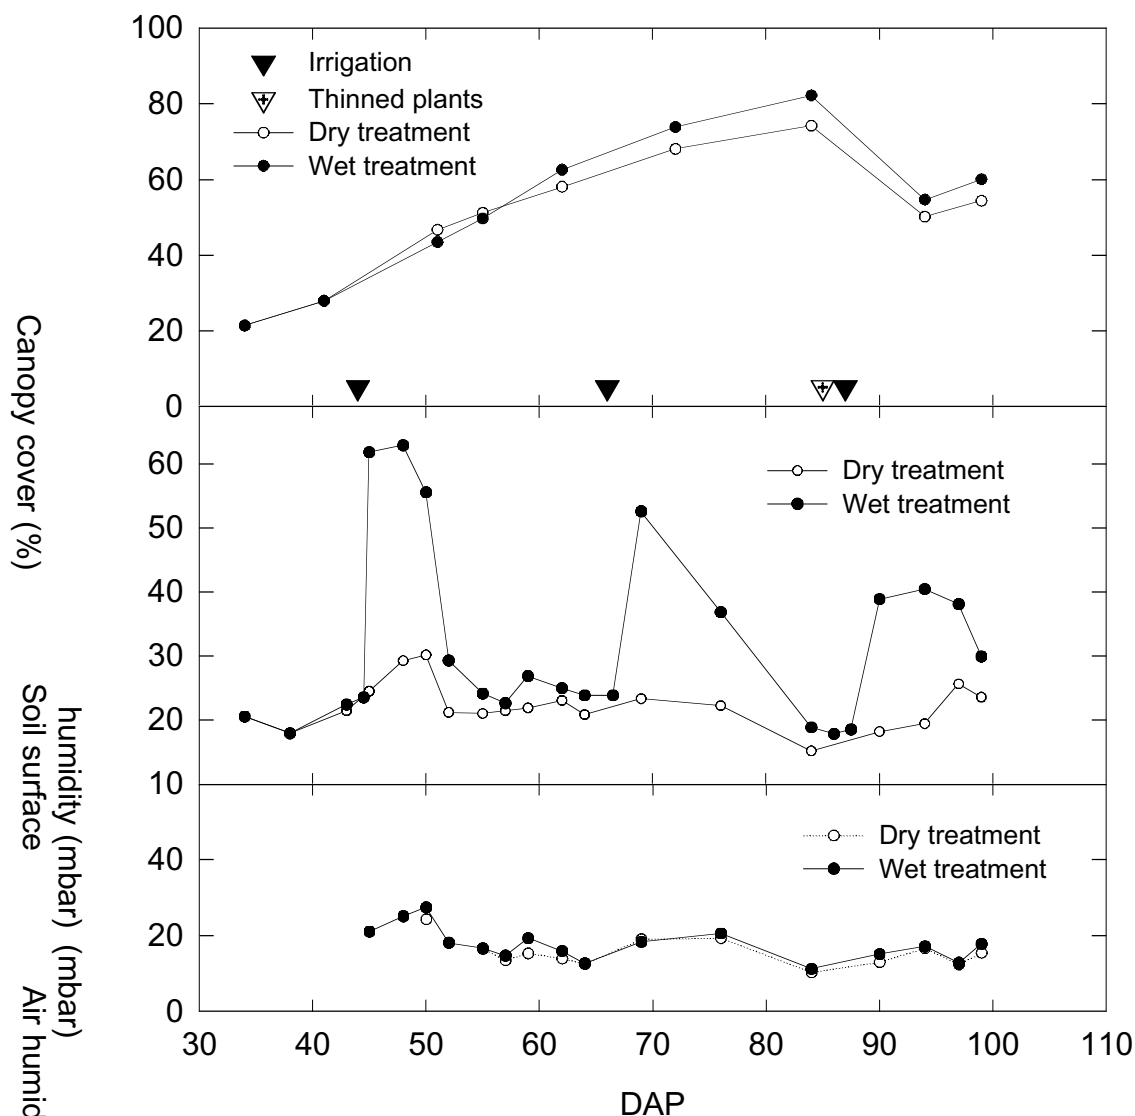 100
80
60
40
20
0
Irrigation
Thinned plants
Dry treatment
Wet treatment
Canopy cover (%)
60
50
40
30
20
10
Dry treatment
Wet treatment
Soil surface
humidity (mbar)
40
20
0
Dry treatment
Wet treatment
Air humid
(mbar)
30 40 50 60 70 80 90 100 110
DAP